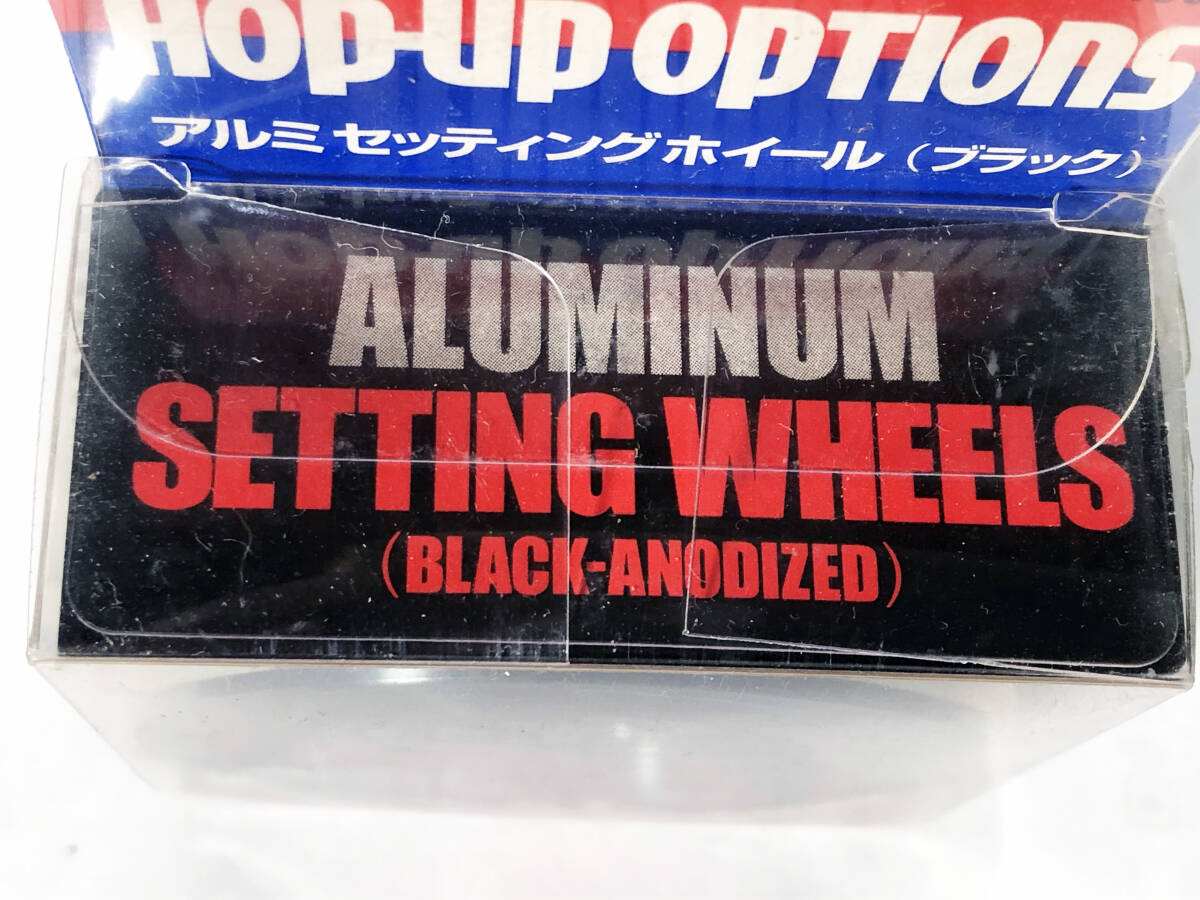 HOP-UP OPTIONS
アルミ セッティングホイール（ブラック）
ALUMINUM
SETTING WHEELS
(BLACK-ANODIZED)